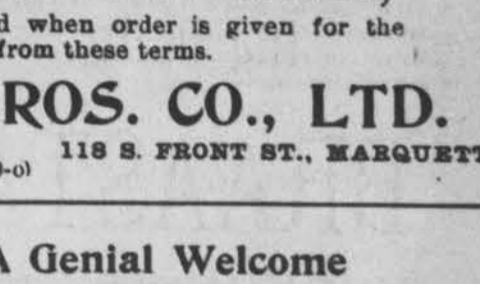 d when order is given for the
from these terms.
ROS. CO., LTD.
118 S. FRONT ST., MARQUETT
)-o)
A Genial Welcome